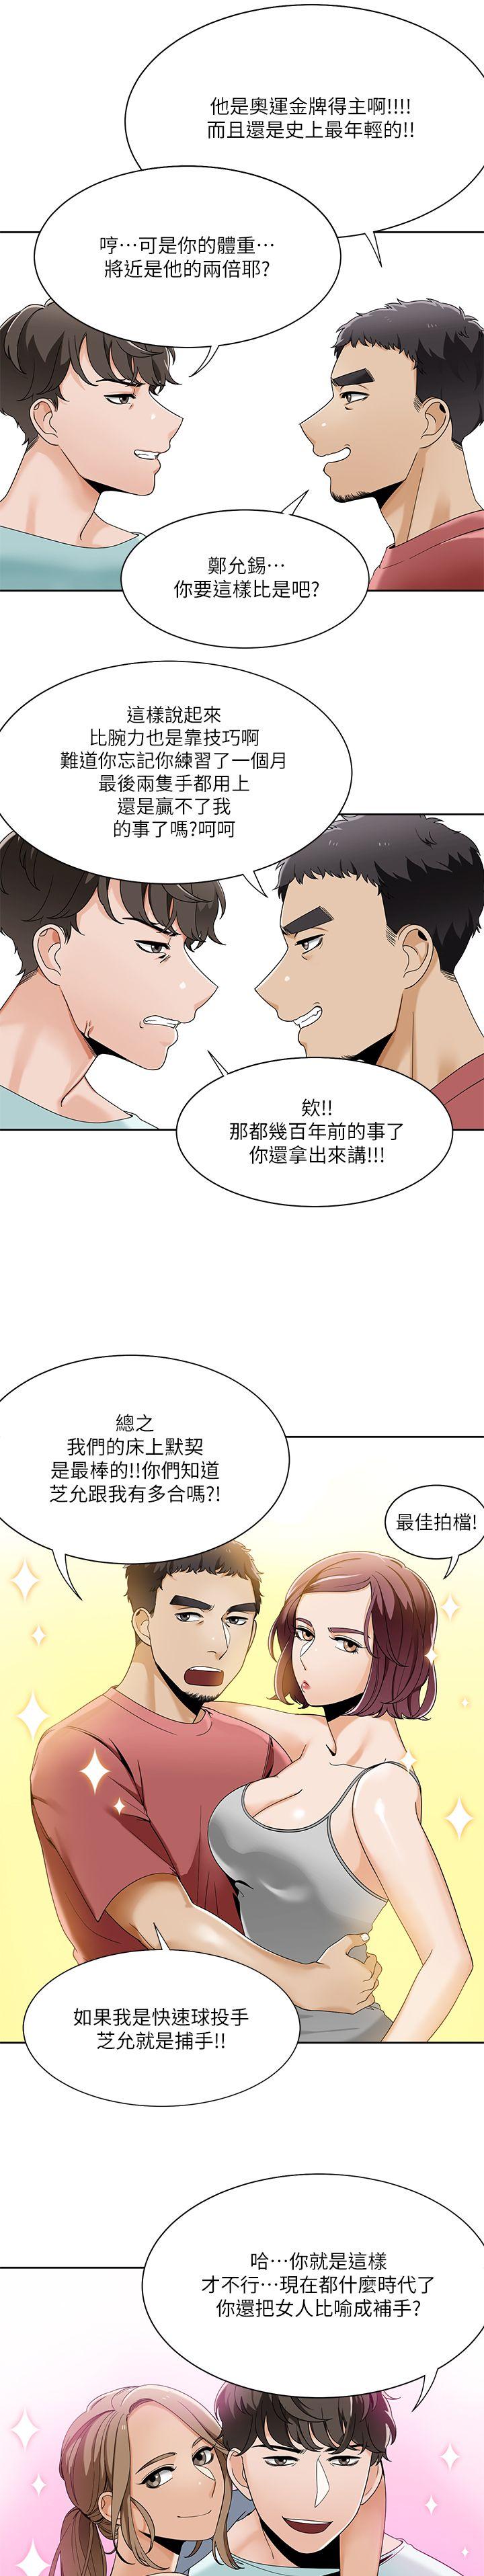 他是奧運金牌得主啊!!!!
而且還是史上最年輕的!!
哼…可是你的體重…
將近是他的兩倍耶?
鄭允錫…
你要這樣比是吧?
這樣說起來
比腕力也是靠技巧啊
難道你忘記你練習了一個月
最後兩隻手都用上
還是贏不了我
的事了嗎?呵呵
欸!!
那都幾百年前的事了
你還拿出來講!!!
總之
我們的床上默契
是最棒的!!你們知道
芝允跟我有多合嗎?!
最佳拍檔!
如果我是快速球投手
芝允就是捕手!!
哈…你就是這樣
才不行…現在都什麼時代了
你還把女人比喻成補手?